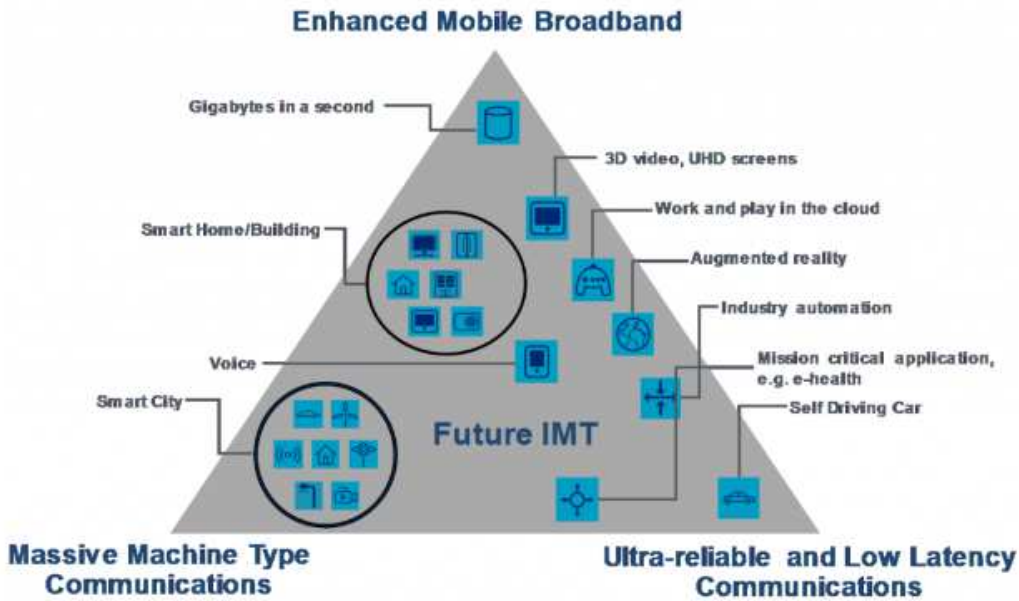 Enhanced Mobile Broadband
Gigabytes in a second
3D video, UHD screens
Work and play in the cloud
Smart Home/Building
Augmented reality
Industry automation
Voice
Mission critical application,
e.g. e-health
Smart City
Self Driving Car
Future IMT
Massive Machine Type
Communications
Ultra-reliable and Low Latency
Communications